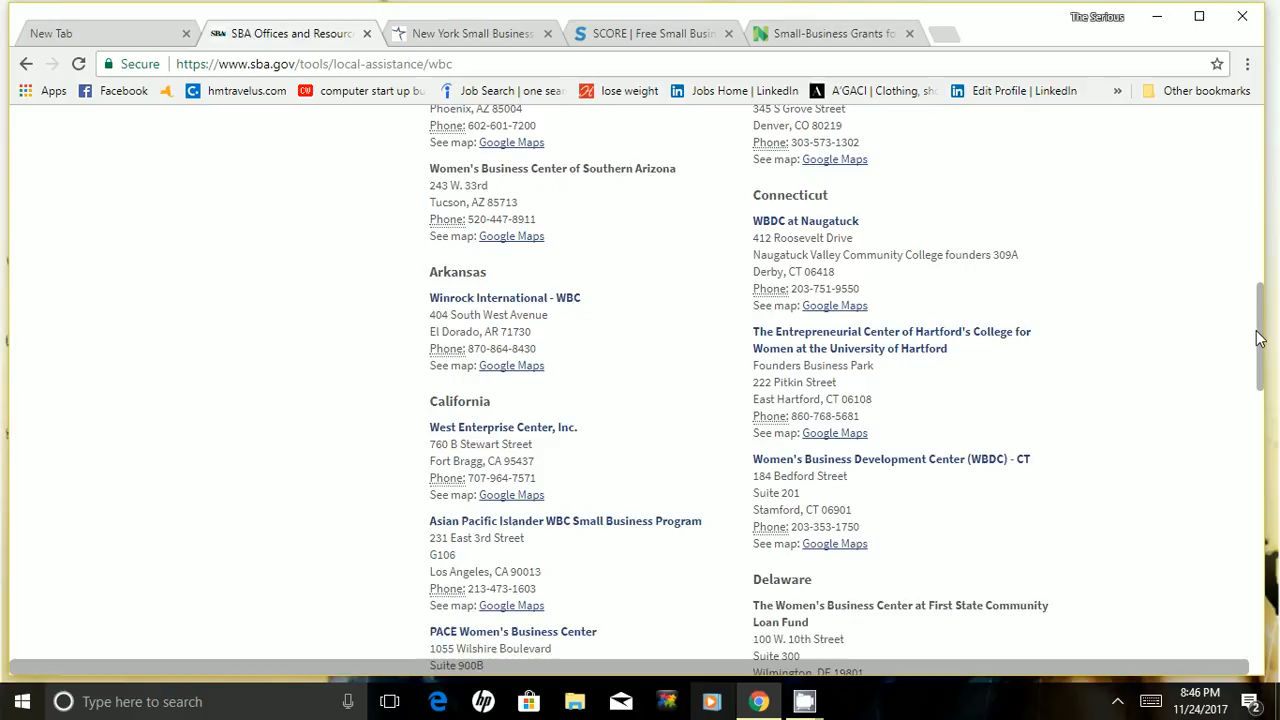 The Serious
New Tab
SBA Offices and Resourc
New York Small Business
SCORE | Free Small Busin
Small-Business Grants for
Secure
https://www.sba.gov/tools/local-assistance/wbc
Apps
Facebook
hmtravelus.com
computer start up bu
Job Search | one sear
lose weight
Jobs Home | LinkedIn
A'GACI | Clothing, sho
Edit Profile | LinkedIn
»
Other bookmarks
Phoenix, AZ 85004
Phone: 602-601-7200
See map: Google Maps
Women's Business Center of Southern Arizona
243 W. 33rd
Tucson, AZ 85713
Phone: 520-447-8911
See map: Google Maps
Arkansas
Winrock International - WBC
404 South West Avenue
El Dorado, AR 71730
Phone: 870-864-8430
See map: Google Maps
California
West Enterprise Center, Inc.
760 B Stewart Street
Fort Bragg, CA 95437
Phone: 707-964-7571
See map: Google Maps
Asian Pacific Islander WBC Small Business Program
231 East 3rd Street
G106
Los Angeles, CA 90013
Phone: 213-473-1603
See map: Google Maps
PACE Women's Business Center
1055 Wilshire Boulevard
Suite 900B
345 S Grove Street
Denver, CO 80219
Phone: 303-573-1302
See map: Google Maps
Connecticut
WBDC at Naugatuck
412 Roosevelt Drive
Naugatuck Valley Community College founders 309A
Derby, CT 06418
Phone: 203-751-9550
See map: Google Maps
The Entrepreneurial Center of Hartford's College for
Women at the University of Hartford
Founders Business Park
222 Pitkin Street
East Hartford, CT 06108
Phone: 860-768-5681
See map: Google Maps
Women's Business Development Center (WBDC) - CT
184 Bedford Street
Suite 201
Stamford, CT 06901
Phone: 203-353-1750
See map: Google Maps
Delaware
The Women's Business Center at First State Community
Loan Fund
100 W. 10th Street
Suite 300
Wilmington, DE 19801
Type here to search
8:46 PM
11/24/2017